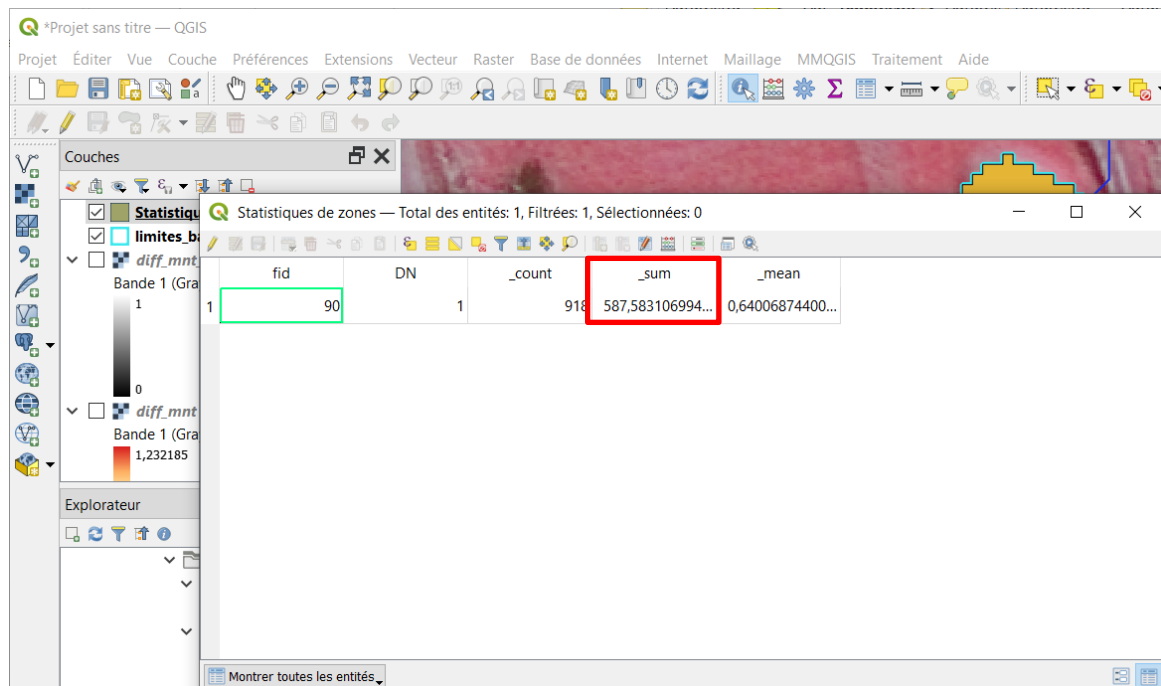 *Projet sans titre — QGIS
Projet Éditer Vue Couche Préférences Extensions Vecteur Raster Base de données Internet Maillage MMQGIS Traitement Aide
Couches
Statistiqu
limites_ba
diff_mnt_
Bande 1 (Gra
1
0
diff_mnt
Bande 1 (Gra
1,232185
Explorateur
Statistiques de zones — Total des entités: 1, Filtrées: 1, Sélectionnées: 0
fid DN _count _sum _mean
1 90 1 918 587,583106994... 0,64006874400...
Montrer toutes les entités